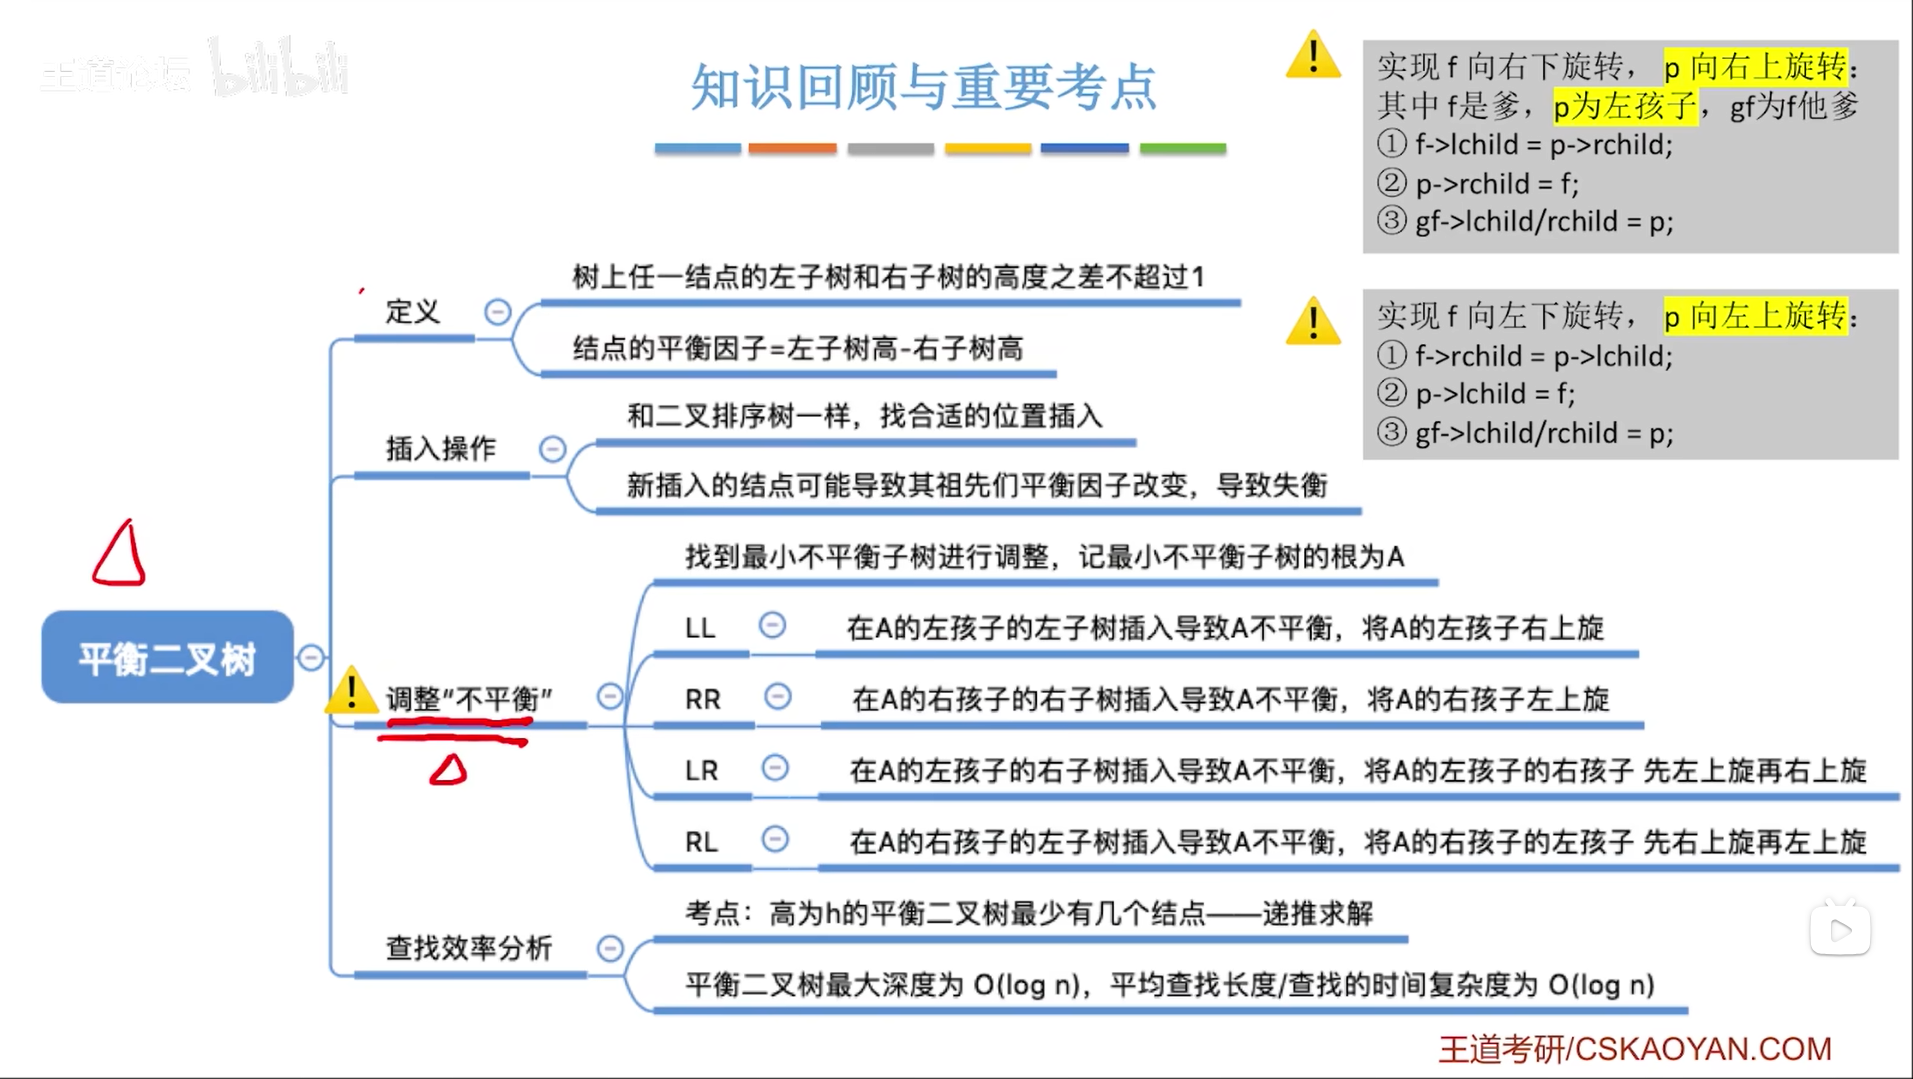 王道论坛 bilibili
知识回顾与重要考点
实现 f 向右下旋转，p 向右上旋转：
其中 f是爹，p为左孩子，gf为f他爹
① f->lchild = p->rchild;
② p->rchild = f;
③ gf->lchild/rchild = p;
实现 f 向左下旋转，p 向左上旋转：
① f->rchild = p->lchild;
② p->lchild = f;
③ gf->lchild/rchild = p;
平衡二叉树
定义
树上任一结点的左子树和右子树的高度之差不超过1
结点的平衡因子=左子树高-右子树高
插入操作
和二叉排序树一样，找合适的位置插入
新插入的结点可能导致其祖先们平衡因子改变，导致失衡
调整“不平衡”
找到最小不平衡子树进行调整，记最小不平衡子树的根为A
LL 在A的左孩子的左子树插入导致A不平衡，将A的左孩子右上旋
RR 在A的右孩子的右子树插入导致A不平衡，将A的右孩子左上旋
LR 在A的左孩子的右子树插入导致A不平衡，将A的左孩子的右孩子 先左上旋再右上旋
RL 在A的右孩子的左子树插入导致A不平衡，将A的右孩子的左孩子 先右上旋再左上旋
查找效率分析
考点：高为h的平衡二叉树最少有几个结点——递推求解
平衡二叉树最大深度为 O(log n)，平均查找长度/查找的时间复杂度为 O(log n)
王道考研/CSKAOYAN.COM